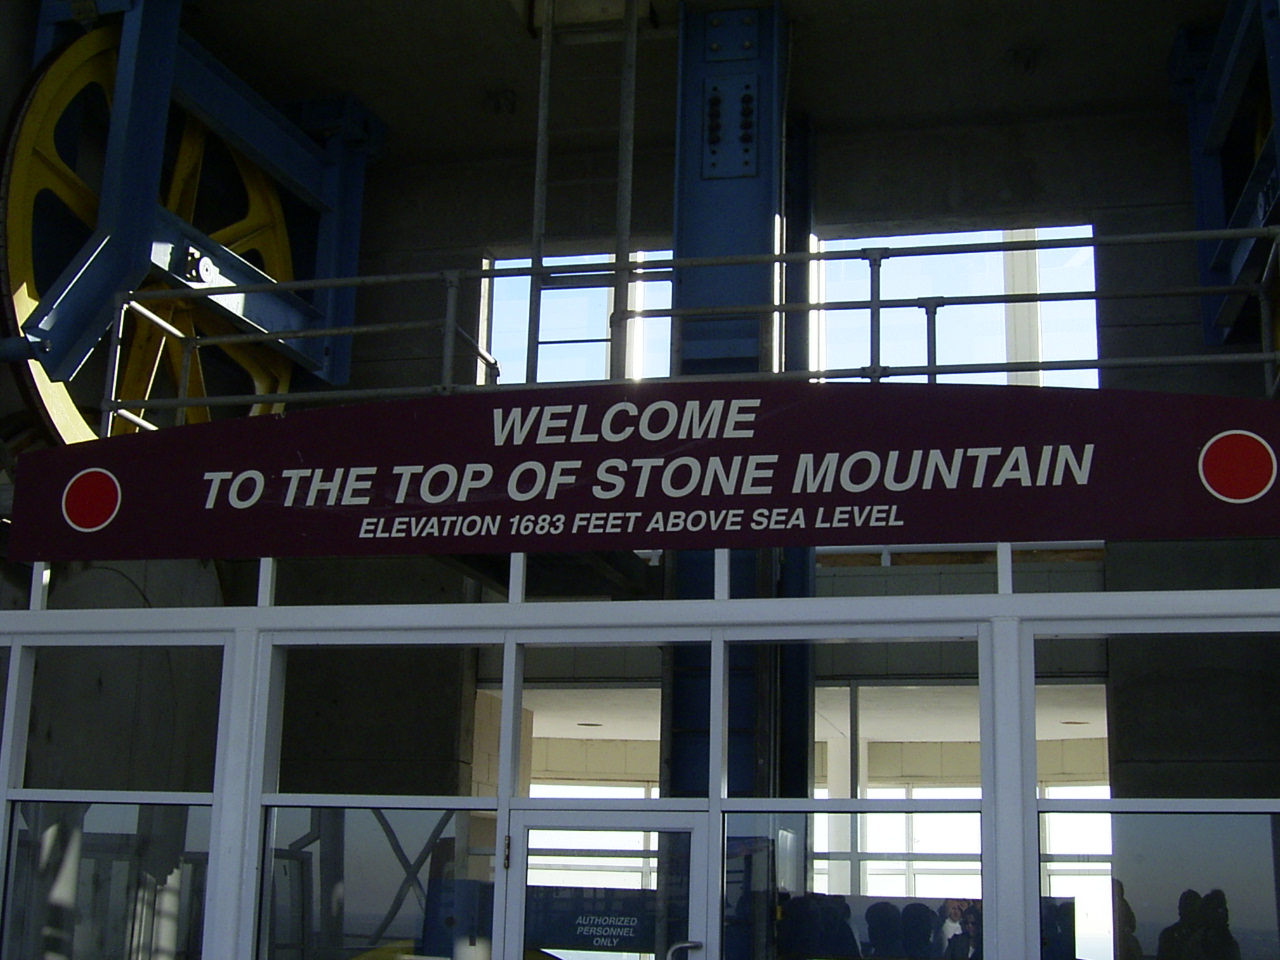 WELCOME
TO THE TOP OF STONE MOUNTAIN
ELEVATION 1683 FEET ABOVE SEA LEVEL
AUTHORIZED
PERSONNEL
ONLY